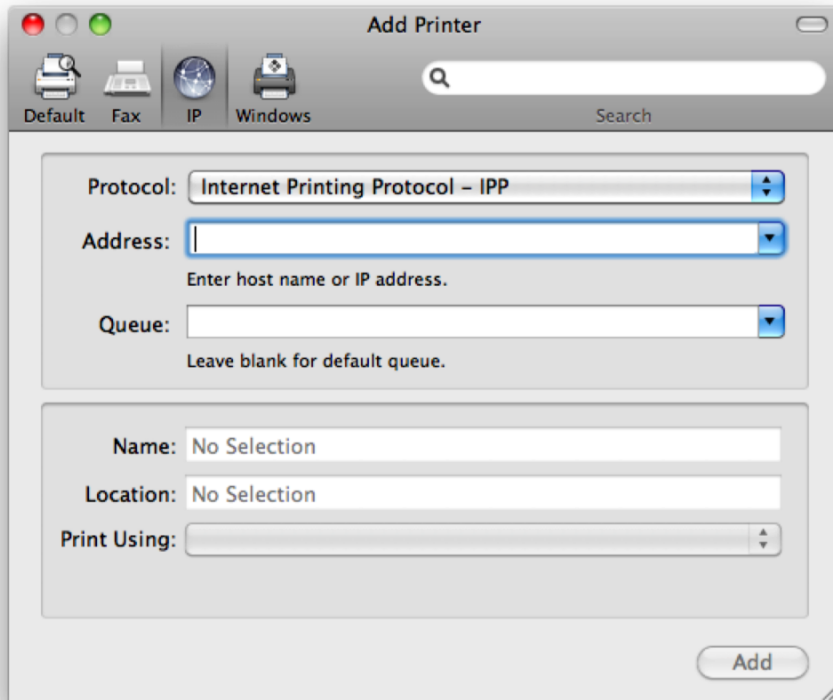 Add Printer
Default Fax IP Windows Search
Protocol: Internet Printing Protocol – IPP
Address:
Enter host name or IP address.
Queue:
Leave blank for default queue.
Name: No Selection
Location: No Selection
Print Using:
Add